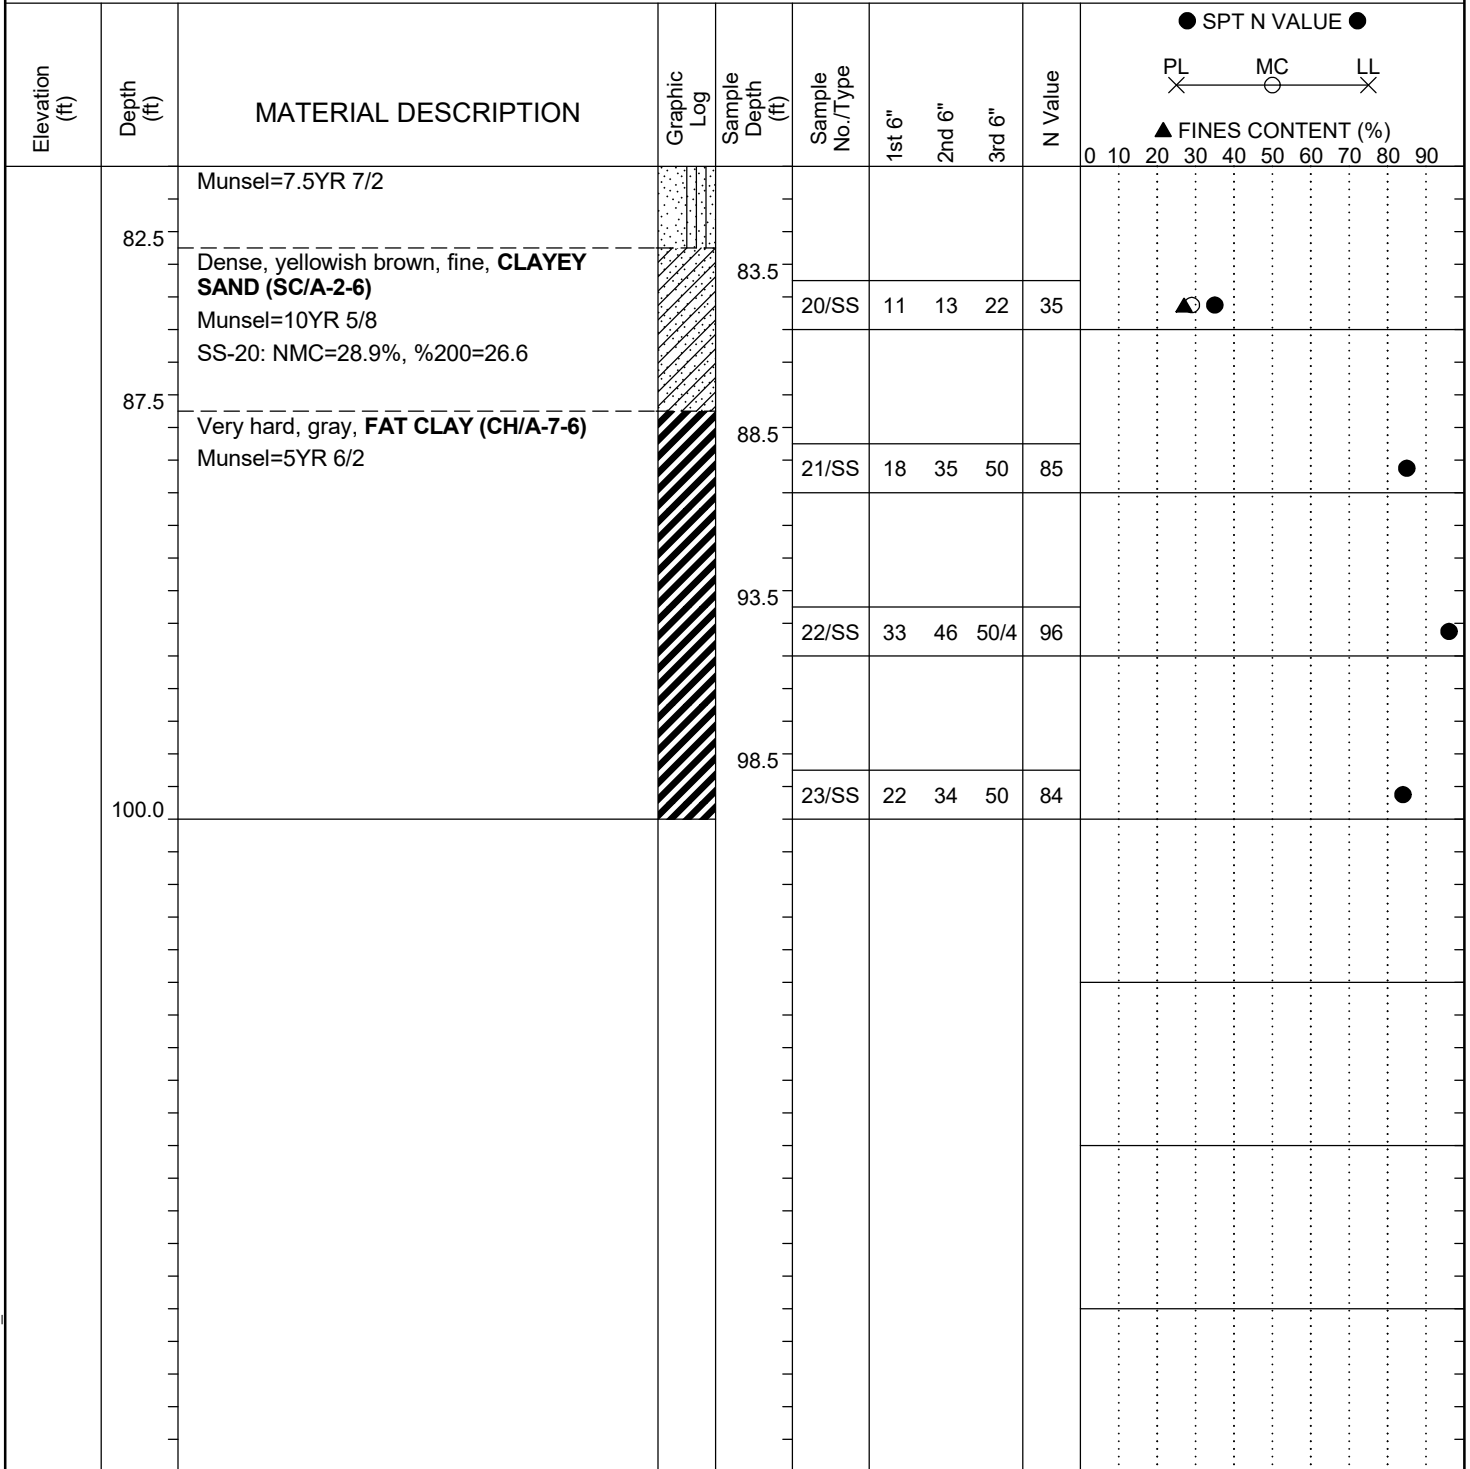 ● SPT N VALUE ●
PL MC LL
▲ FINES CONTENT (%)
Elevation (ft)
Depth (ft)
MATERIAL DESCRIPTION
Graphic Log
Sample Depth (ft)
Sample No./Type
1st 6"
2nd 6"
3rd 6"
N Value
0 10 20 30 40 50 60 70 80 90
Munsel=7.5YR 7/2
82.5
Dense, yellowish brown, fine, CLAYEY
SAND (SC/A-2-6)
83.5
20/SS 11 13 22 35
Munsel=10YR 5/8
SS-20: NMC=28.9%, %200=26.6
87.5
Very hard, gray, FAT CLAY (CH/A-7-6)
88.5
Munsel=5YR 6/2
21/SS 18 35 50 85
93.5
22/SS 33 46 50/4 96
98.5
23/SS 22 34 50 84
100.0